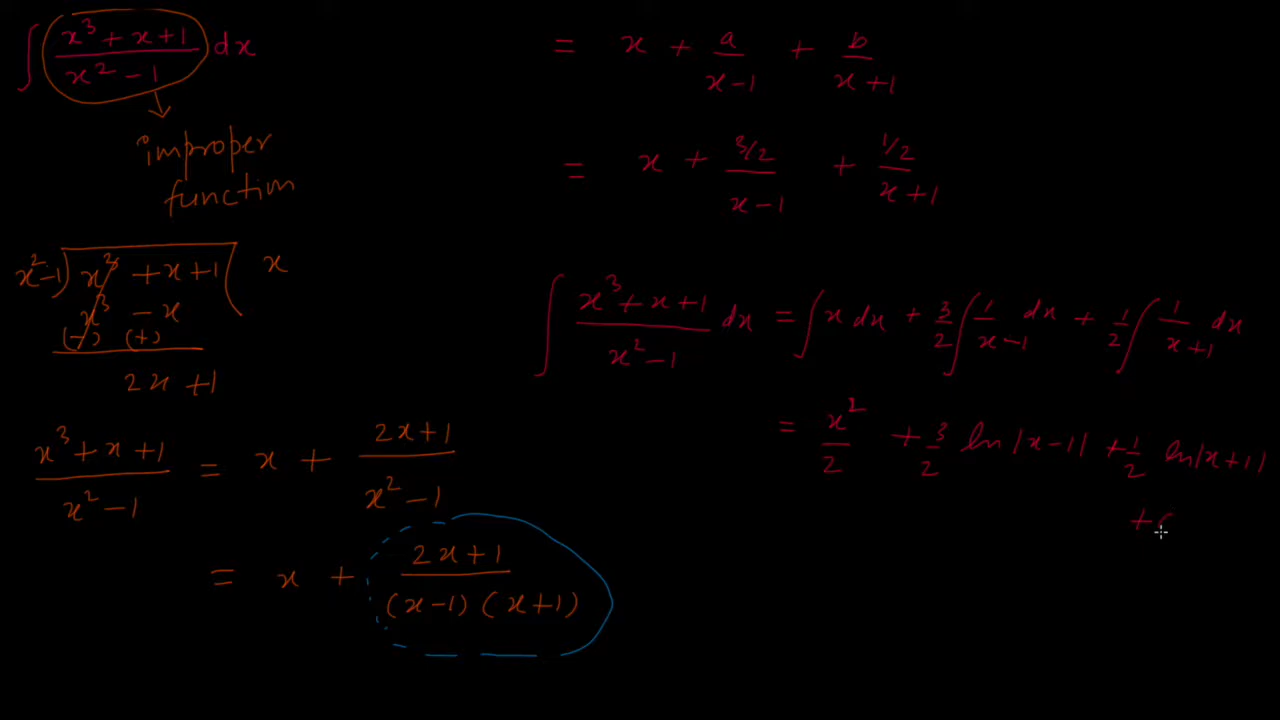 ∫ (x³ + x + 1)/(x² − 1) dx
improper
function
x² − 1 ) x³ + x + 1 ( x
x³ − x
(−) (+)
2x + 1
(x³ + x + 1)/(x² − 1) = x + (2x + 1)/(x² − 1)
= x + (2x + 1)/((x − 1)(x + 1))
= x + a/(x − 1) + b/(x + 1)
= x + (3/2)/(x − 1) + (1/2)/(x + 1)
∫ (x³ + x + 1)/(x² − 1) dx = ∫ x dx + 3/2 ∫ 1/(x − 1) dx + 1/2 ∫ 1/(x + 1) dx
= x²/2 + 3/2 ln|x − 1| + 1/2 ln|x + 1|
+